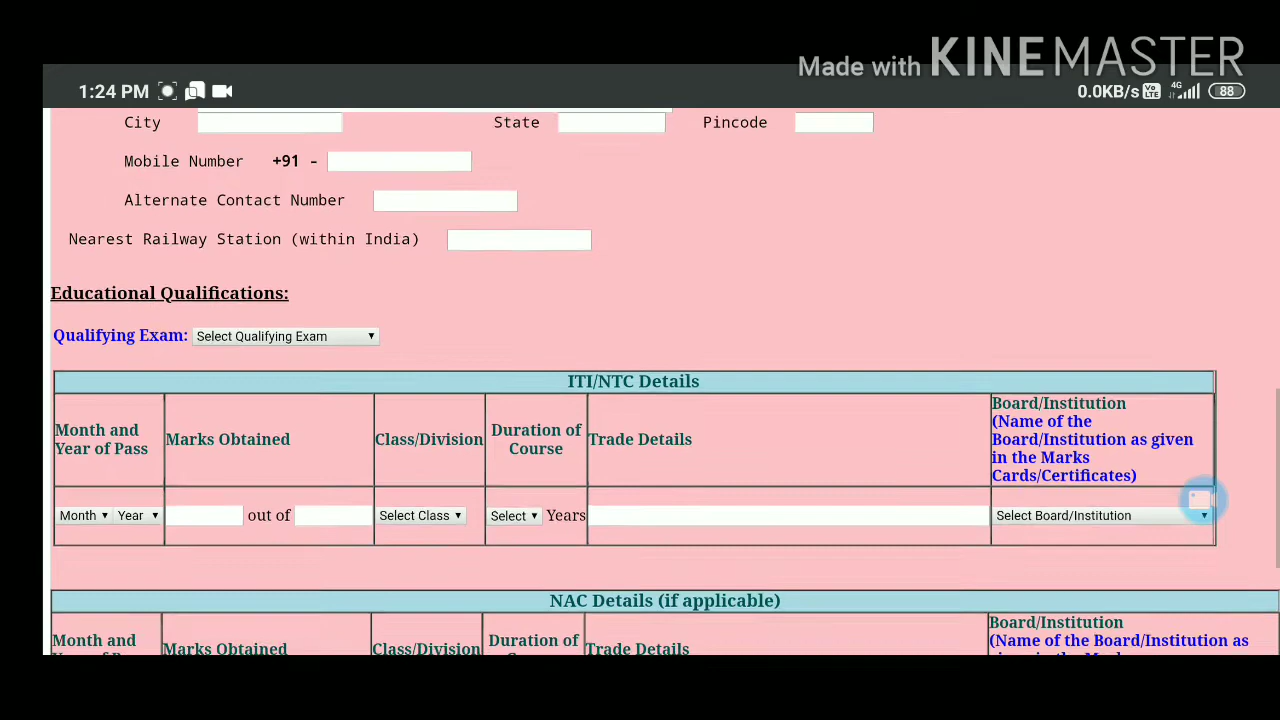 Made with KINEMASTER
1:24 PM 0.0KB/s Vo LTE 4G 88
City State Pincode
Mobile Number +91 -
Alternate Contact Number
Nearest Railway Station (within India)
Educational Qualifications:
Qualifying Exam: Select Qualifying Exam
ITI/NTC Details
Month and
Year of Pass
Marks Obtained
Class/Division
Duration of
Course
Trade Details
Board/Institution
(Name of the
Board/Institution as given
in the Marks
Cards/Certificates)
Month Year out of Select Class Select Years Select Board/Institution
NAC Details (if applicable)
Month and
Marks Obtained
Class/Division
Duration of
Trade Details
Board/Institution
(Name of the Board/Institution as